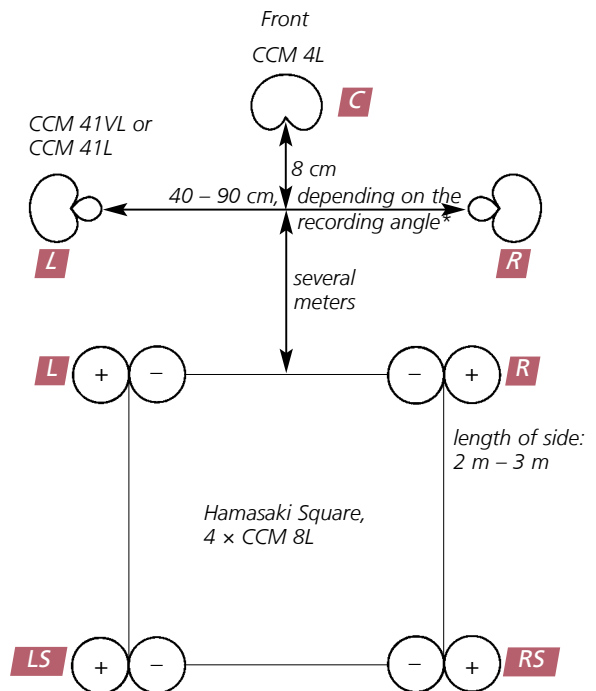 Front
CCM 4L
C
CCM 41VL or
CCM 41L
8 cm
40 – 90 cm, depending on the
recording angle*
L
R
several
meters
L
+
–
–
+
R
length of side:
2 m – 3 m
Hamasaki Square,
4 × CCM 8L
LS
+
–
–
+
RS